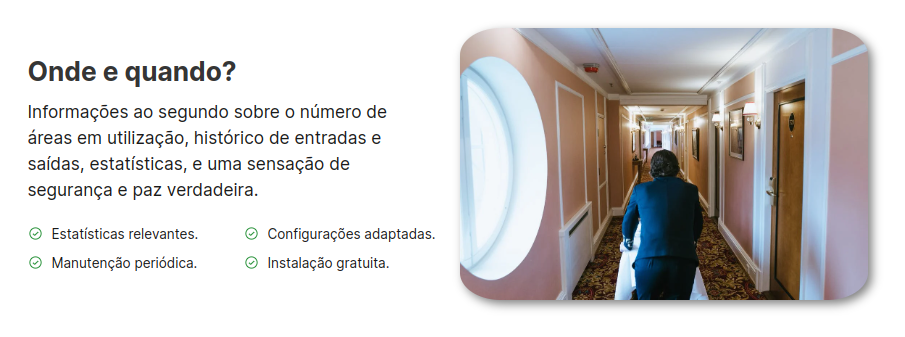 Onde e quando?
Informações ao segundo sobre o número de
áreas em utilização, histórico de entradas e
saídas, estatísticas, e uma sensação de
segurança e paz verdadeira.
Estatísticas relevantes.
Configurações adaptadas.
Manutenção periódica.
Instalação gratuita.